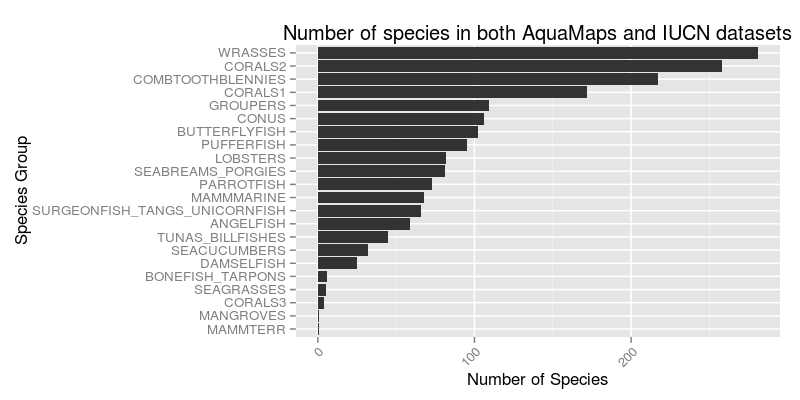 Number of species in both AquaMaps and IUCN datasets
Species Group
WRASSES
CORALS2
COMBTOOTHBLENNIES
CORALS1
GROUPERS
CONUS
BUTTERFLYFISH
PUFFERFISH
LOBSTERS
SEABREAMS_PORGIES
PARROTFISH
MAMMMARINE
SURGEONFISH_TANGS_UNICORNFISH
ANGELFISH
TUNAS_BILLFISHES
SEACUCUMBERS
DAMSELFISH
BONEFISH_TARPONS
SEAGRASSES
CORALS3
MANGROVES
MAMMTERR
0 100 200
Number of Species